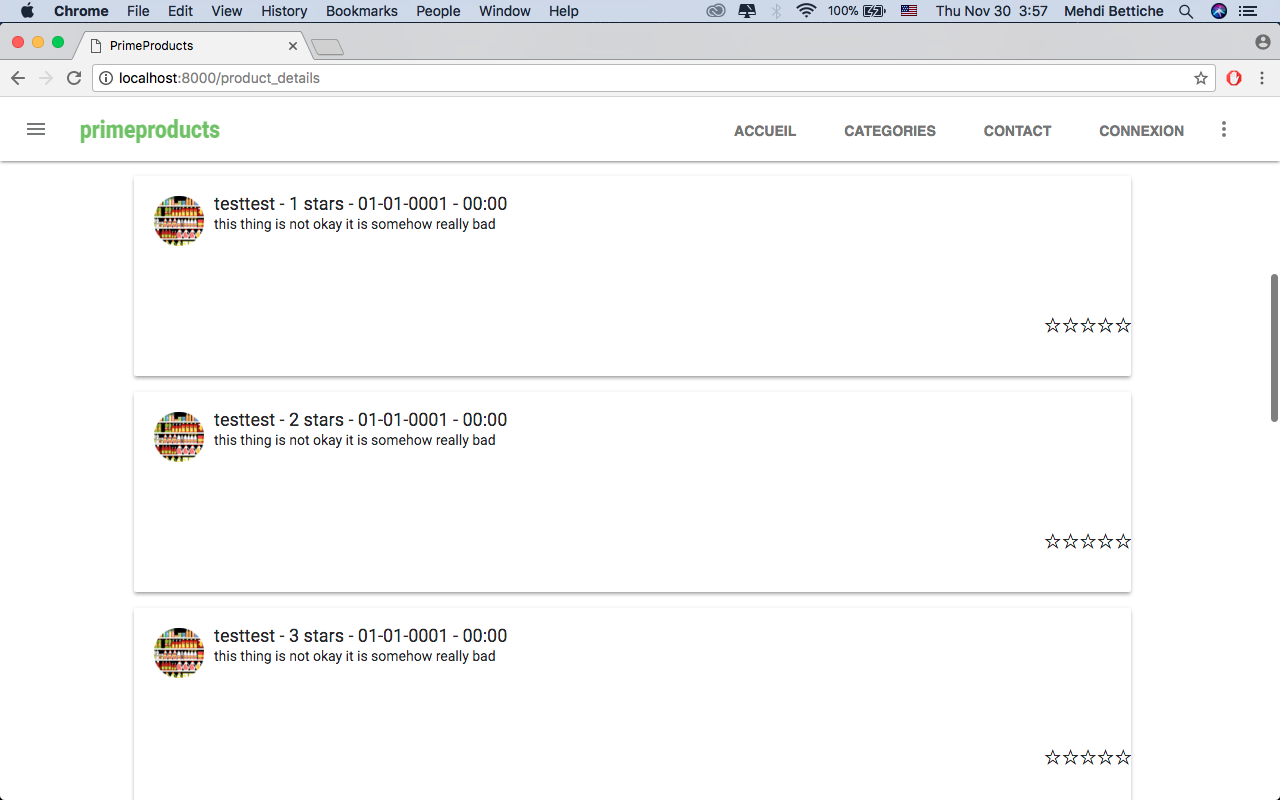 Chrome File Edit View History Bookmarks People Window Help 100% Thu Nov 30 3:57 Mehdi Bettiche
PrimeProducts
localhost:8000/product_details
primeproducts ACCUEIL CATEGORIES CONTACT CONNEXION
testtest - 1 stars - 01-01-0001 - 00:00
this thing is not okay it is somehow really bad
☆☆☆☆☆
testtest - 2 stars - 01-01-0001 - 00:00
this thing is not okay it is somehow really bad
☆☆☆☆☆
testtest - 3 stars - 01-01-0001 - 00:00
this thing is not okay it is somehow really bad
☆☆☆☆☆